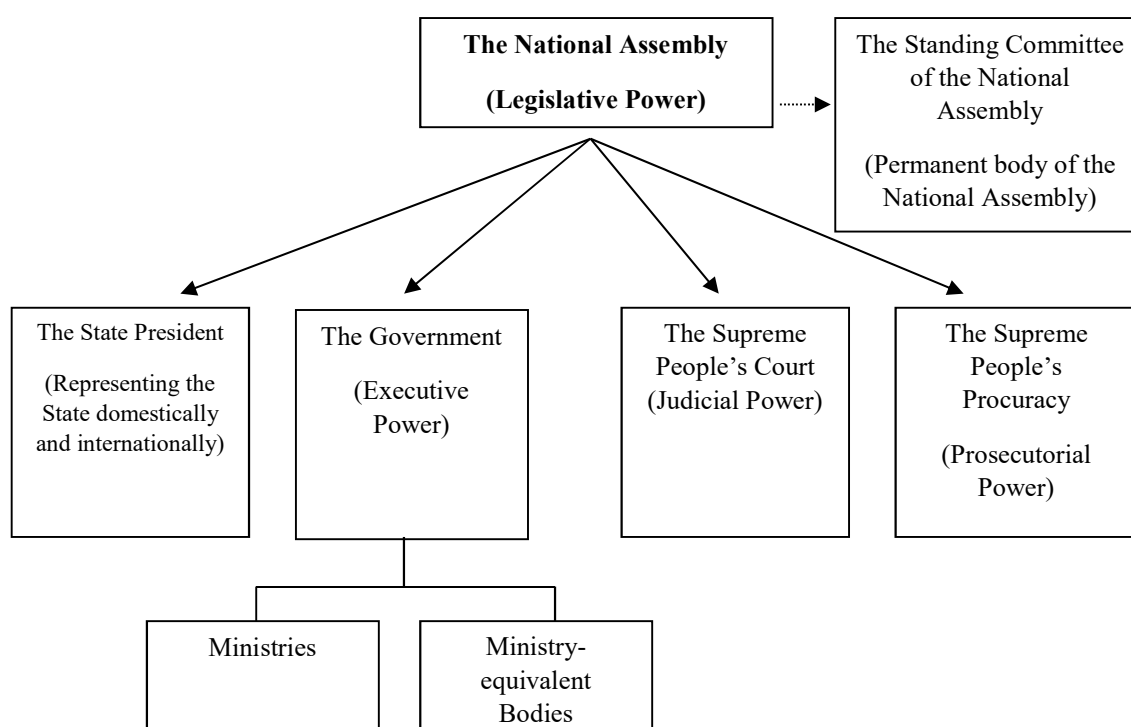 The National Assembly
(Legislative Power)
The Standing Committee
of the National
Assembly
(Permanent body of the
National Assembly)
The State President
(Representing the
State domestically
and internationally)
The Government
(Executive
Power)
The Supreme
People’s Court
(Judicial Power)
The Supreme
People’s
Procuracy
(Prosecutorial
Power)
Ministries
Ministry-
equivalent
Bodies